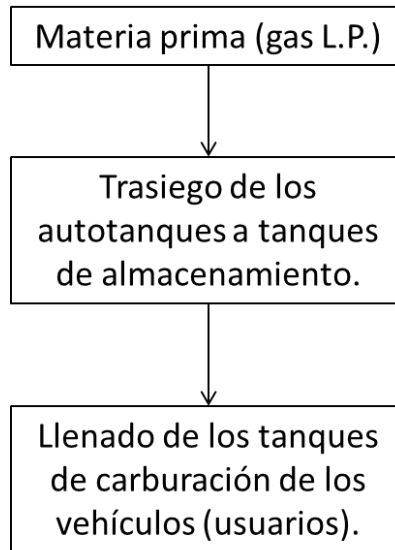 Materia prima (gas L.P.)
Trasiego de los
autotanques a tanques
de almacenamiento.
Llenado de los tanques
de carburación de los
vehículos (usuarios).